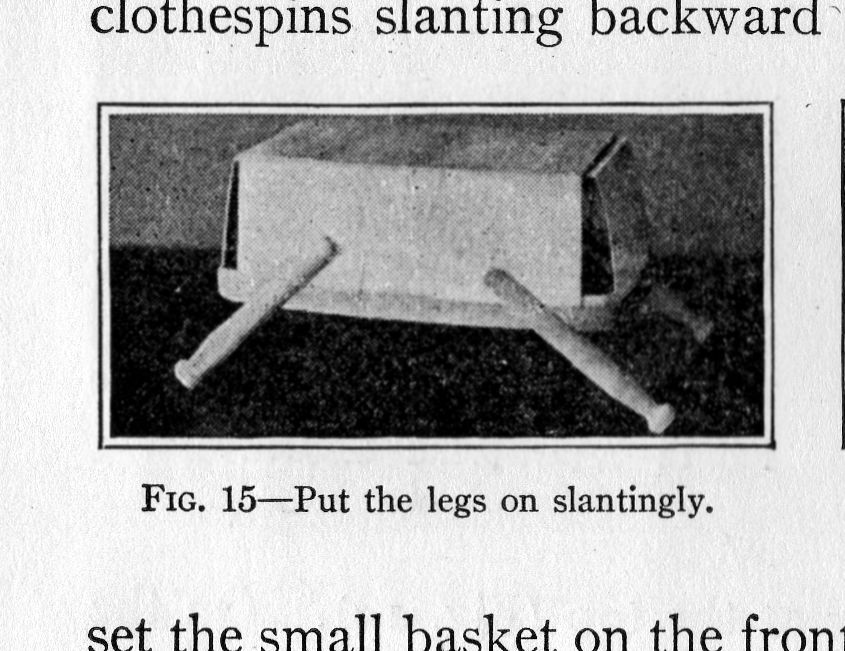 clothespins slanting backward
FIG. 15—Put the legs on slantingly.
set the small basket on the front